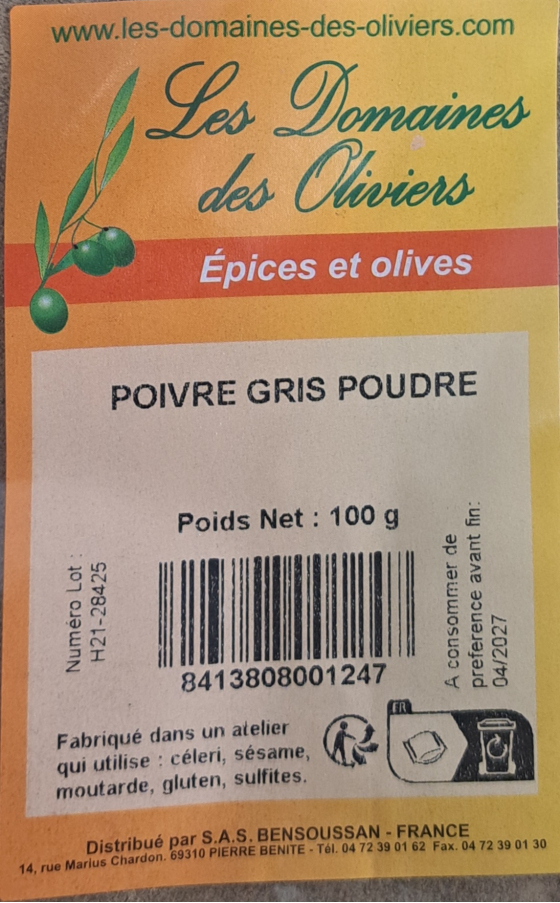 www.les-domaines-des-oliviers.com
Les Domaines
des Oliviers
Épices et olives
POIVRE GRIS POUDRE
Poids Net : 100 g
Numéro Lot :
H21-28425
8413808001247
A consommer de
preference avant fin:
04/2027
Fabriqué dans un atelier
qui utilise : céleri, sésame,
moutarde, gluten, sulfites.
FR
Distribué par S.A.S. BENSOUSSAN - FRANCE
14, rue Marius Chardon. 69310 PIERRE BENITE - Tél. 04 72 39 01 62 Fax. 04 72 39 01 30